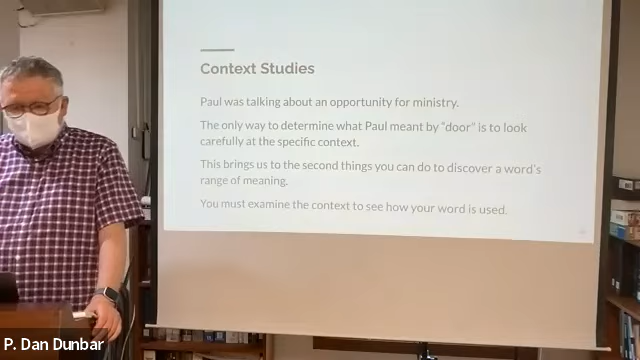 Context Studies
Paul was talking about an opportunity for ministry.
The only way to determine what Paul meant by "door" is to look
carefully at the specific context.
This brings us to the second things you can do to discover a word's
range of meaning.
You must examine the context to see how your word is used.
P. Dan Dunbar